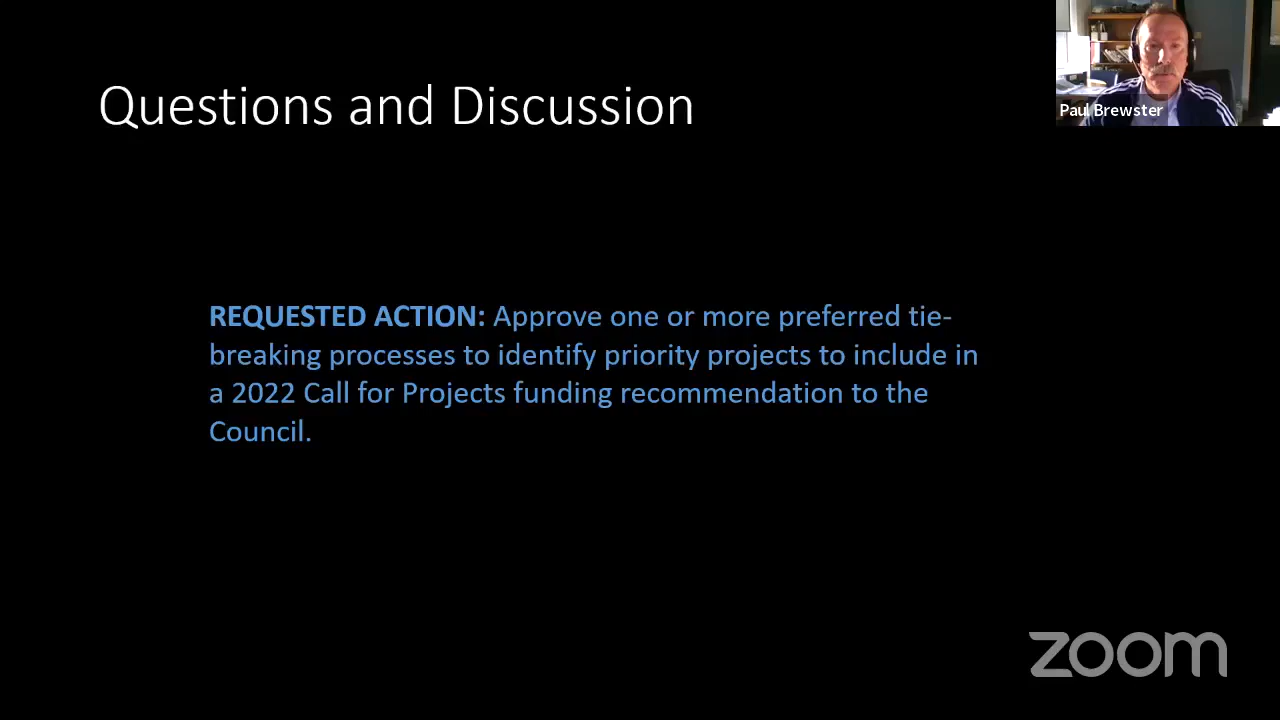 Questions and Discussion
Paul Brewster
REQUESTED ACTION: Approve one or more preferred tie-
breaking processes to identify priority projects to include in
a 2022 Call for Projects funding recommendation to the
Council.
zoom